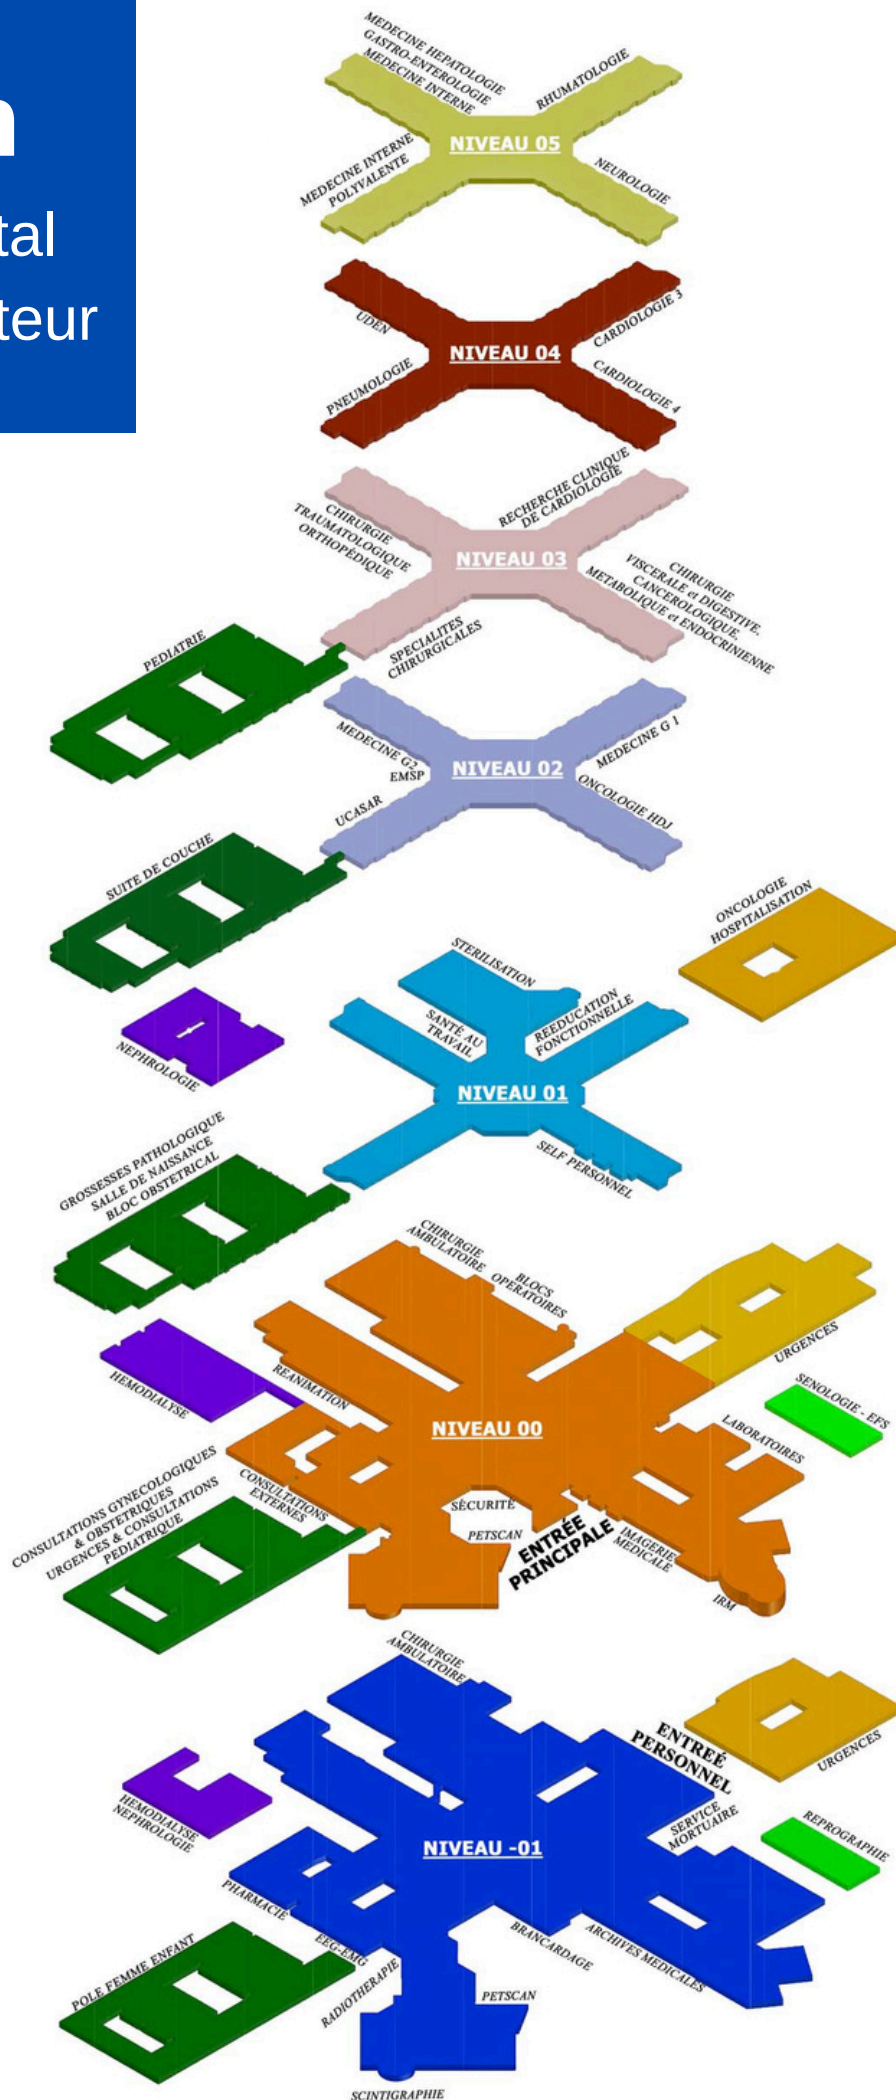 n
tal
teur
MEDECINE HEPATOLOGIE
GASTRO-ENTEROLOGIE
MEDECINE INTERNE
RHUMATOLOGIE
NIVEAU 05
MEDECINE INTERNE
POLYVALENTE
NEUROLOGIE
UDEN
CARDIOLOGIE 3
NIVEAU 04
PNEUMOLOGIE
CARDIOLOGIE 4
RECHERCHE CLINIQUE
DE CARDIOLOGIE
CHIRURGIE
TRAUMATOLOGIQUE
ORTHOPÉDIQUE
NIVEAU 03
CHIRURGIE
VISCERALE et DIGESTIVE,
CANCEROLOGIQUE,
METABOLIQUE et ENDOCRINIENNE
SPECIALITES
CHIRURGICALES
PEDIATRIE
MEDECINE G2
EMSP
MEDECINE G 1
NIVEAU 02
UCASAR
ONCOLOGIE HDJ
SUITE DE COUCHE
ONCOLOGIE
HOSPITALISATION
STERILISATION
SANTÉ AU
TRAVAIL
REEDUCATION
FONCTIONNELLE
NEPHROLOGIE
NIVEAU 01
SELF PERSONNEL
GROSSESSES PATHOLOGIQUE
SALLE DE NAISSANCE
BLOC OBSTETRICAL
CHIRURGIE
AMBULATOIRE
BLOCS
OPERATOIRES
URGENCES
HEMODIALYSE
REANIMATION
SENOLOGIE - EFS
NIVEAU 00
LABORATOIRES
CONSULTATIONS GYNECOLOGIQUES
& OBSTETRIQUES
URGENCES & CONSULTATIONS
PEDIATRIQUE
CONSULTATIONS
EXTERNES
SÉCURITÉ
PETSCAN
ENTRÉE
PRINCIPALE
IMAGERIE
MEDICALE
IRM
CHIRURGIE
AMBULATOIRE
ENTREÉ
PERSONNEL
URGENCES
HEMODIALYSE
NEPHROLOGIE
SERVICE
MORTUAIRE
REPROGRAPHIE
NIVEAU -01
PHARMACIE
EEG-EMG
BRANCARDAGE
ARCHIVES MEDICALES
POLE FEMME ENFANT
RADIOTHERAPIE
PETSCAN
SCINTIGRAPHIE